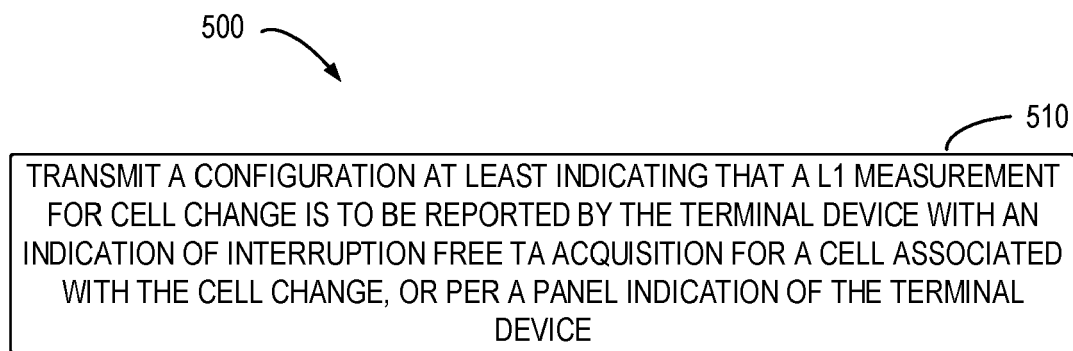 500
510
TRANSMIT A CONFIGURATION AT LEAST INDICATING THAT A L1 MEASUREMENT
FOR CELL CHANGE IS TO BE REPORTED BY THE TERMINAL DEVICE WITH AN
INDICATION OF INTERRUPTION FREE TA ACQUISITION FOR A CELL ASSOCIATED
WITH THE CELL CHANGE, OR PER A PANEL INDICATION OF THE TERMINAL
DEVICE